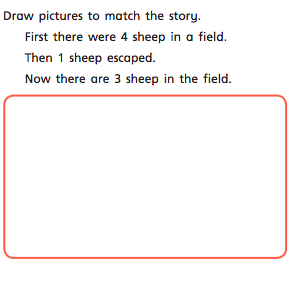 Draw pictures to match the story.
First there were 4 sheep in a field.
Then 1 sheep escaped.
Now there are 3 sheep in the field.